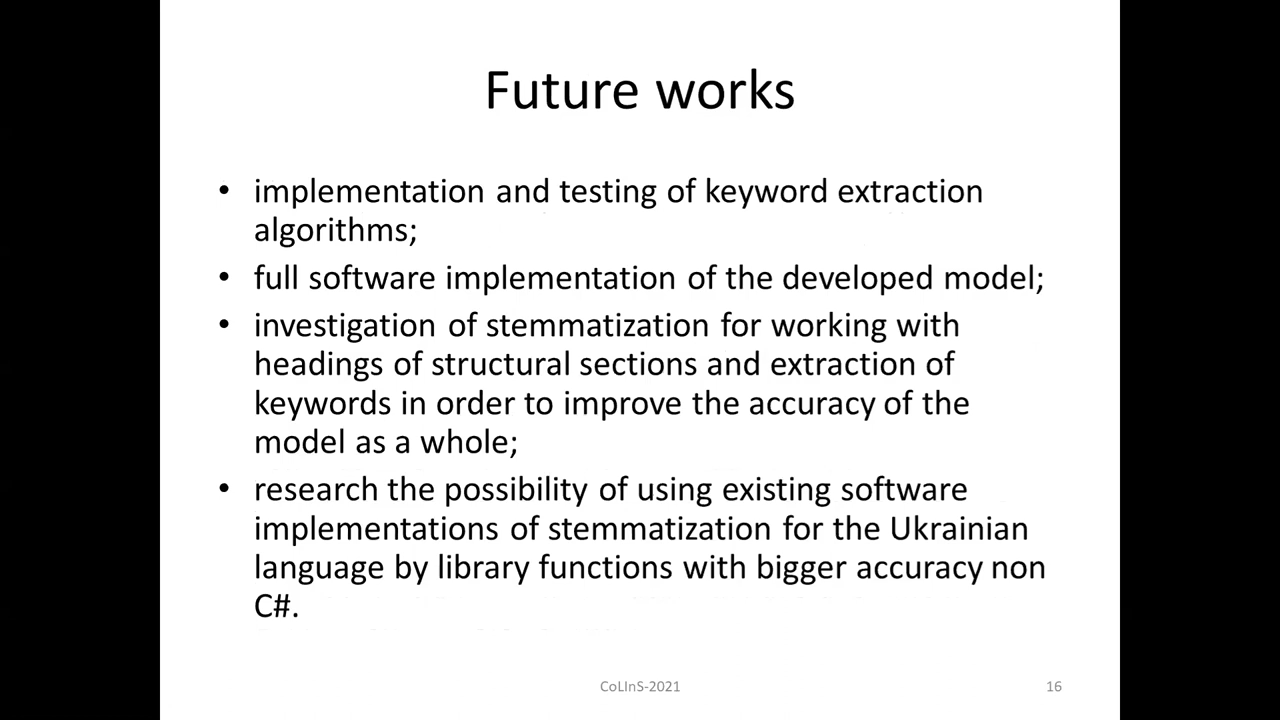 Future works
• implementation and testing of keyword extraction
algorithms;
• full software implementation of the developed model;
• investigation of stemmatization for working with
headings of structural sections and extraction of
keywords in order to improve the accuracy of the
model as a whole;
• research the possibility of using existing software
implementations of stemmatization for the Ukrainian
language by library functions with bigger accuracy non
C#.
CoLInS-2021
16